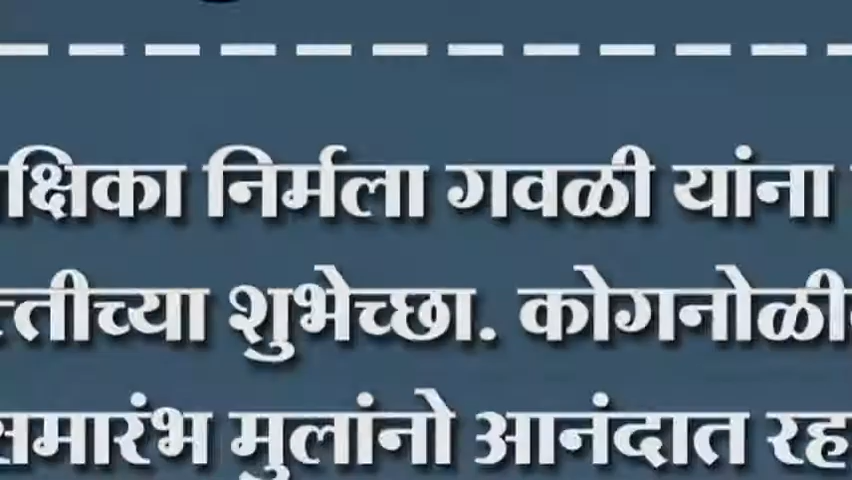 क्षिका निर्मला गवळी यांना
त्तीच्या शुभेच्छा. कोगनोळी
समारंभ मुलांनो आनंदात रह